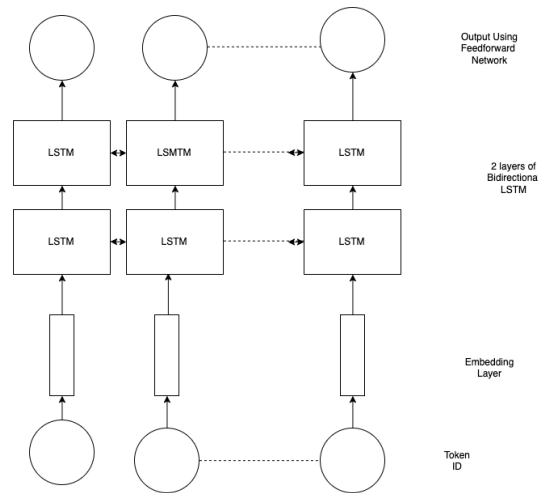 Output Using
Feedforward
Network
LSTM
LSMTM
LSTM
2 layers of
Bidirectiona
LSTM
LSTM
LSTM
LSTM
Embedding
Layer
Token
ID